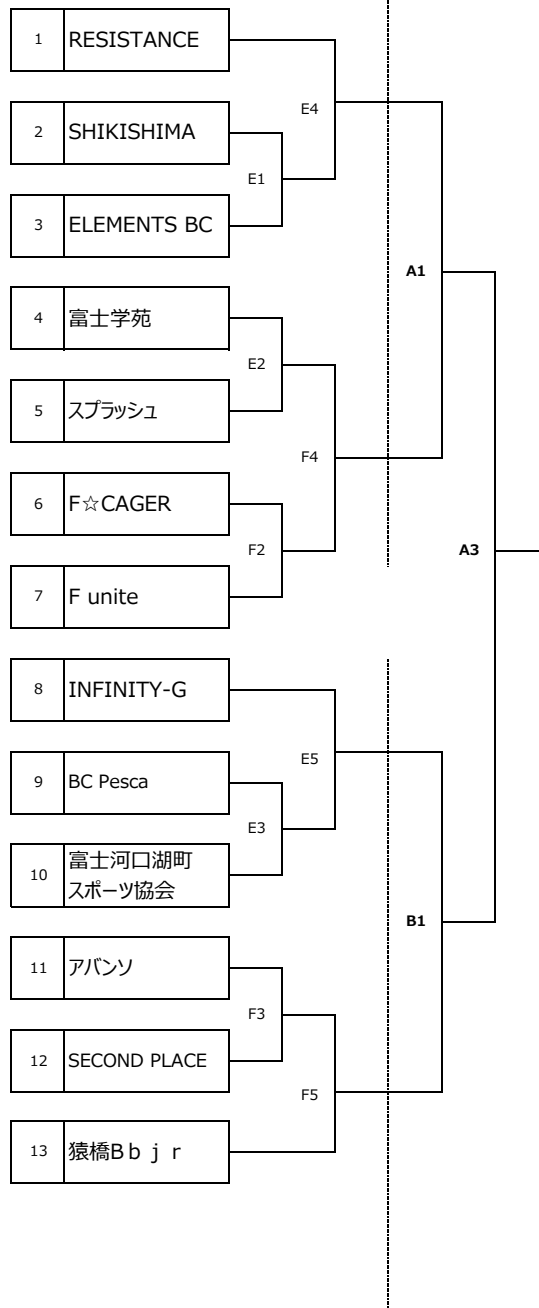 1 RESISTANCE
E4
2 SHIKISHIMA
E1
3 ELEMENTS BC
A1
4 富士学苑
E2
5 スプラッシュ
F4
6 F☆CAGER
F2
A3
7 F unite
8 INFINITY-G
E5
9 BC Pesca
E3
10 富士河口湖町
スポーツ協会
B1
11 アバンソ
F3
12 SECOND PLACE
F5
13 猿橋Bｂｊｒ